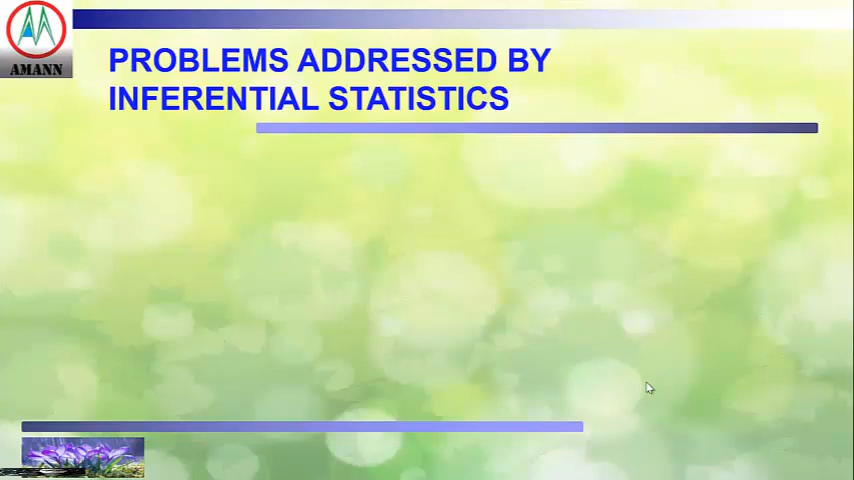 AMANN
PROBLEMS ADDRESSED BY
INFERENTIAL STATISTICS